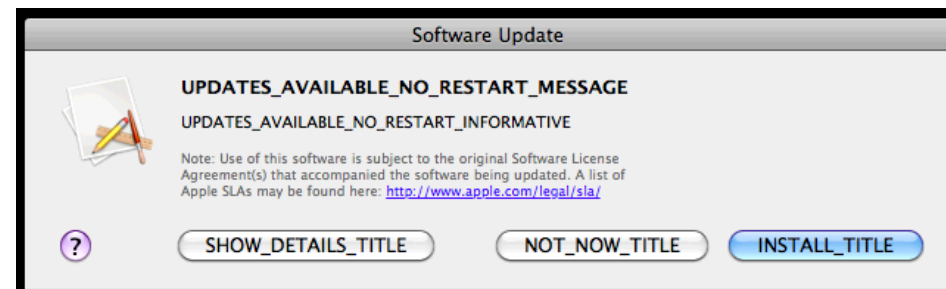 Software Update
UPDATES_AVAILABLE_NO_RESTART_MESSAGE
UPDATES_AVAILABLE_NO_RESTART_INFORMATIVE
Note: Use of this software is subject to the original Software License
Agreement(s) that accompanied the software being updated. A list of
Apple SLAs may be found here: http://www.apple.com/legal/sla/
? SHOW_DETAILS_TITLE NOT_NOW_TITLE INSTALL_TITLE